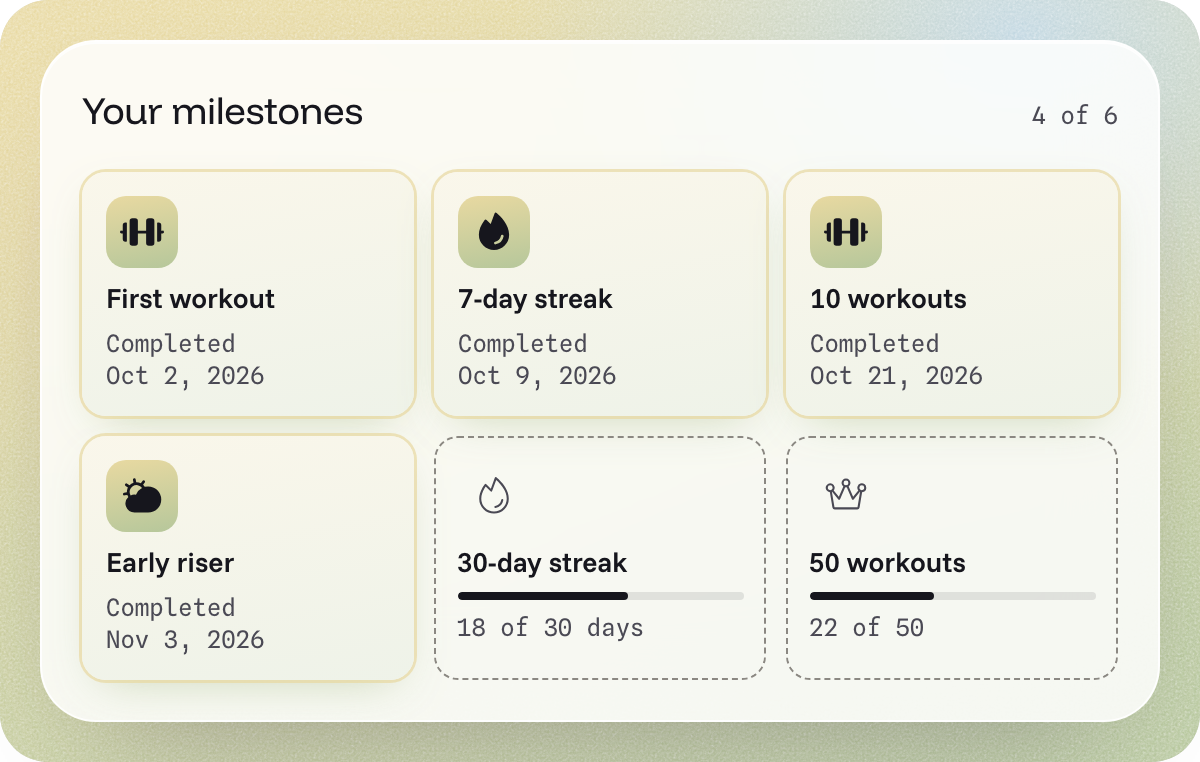 Your milestones
4 of 6
First workout
Completed
Oct 2, 2026
7-day streak
Completed
Oct 9, 2026
10 workouts
Completed
Oct 21, 2026
Early riser
Completed
Nov 3, 2026
30-day streak
18 of 30 days
50 workouts
22 of 50